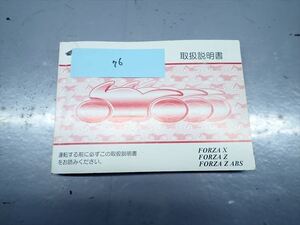 取扱説明書
76
運転する前に必ずこの取扱説明書
をお読みください。
FORZA X
FORZA Z
FORZA Z ABS